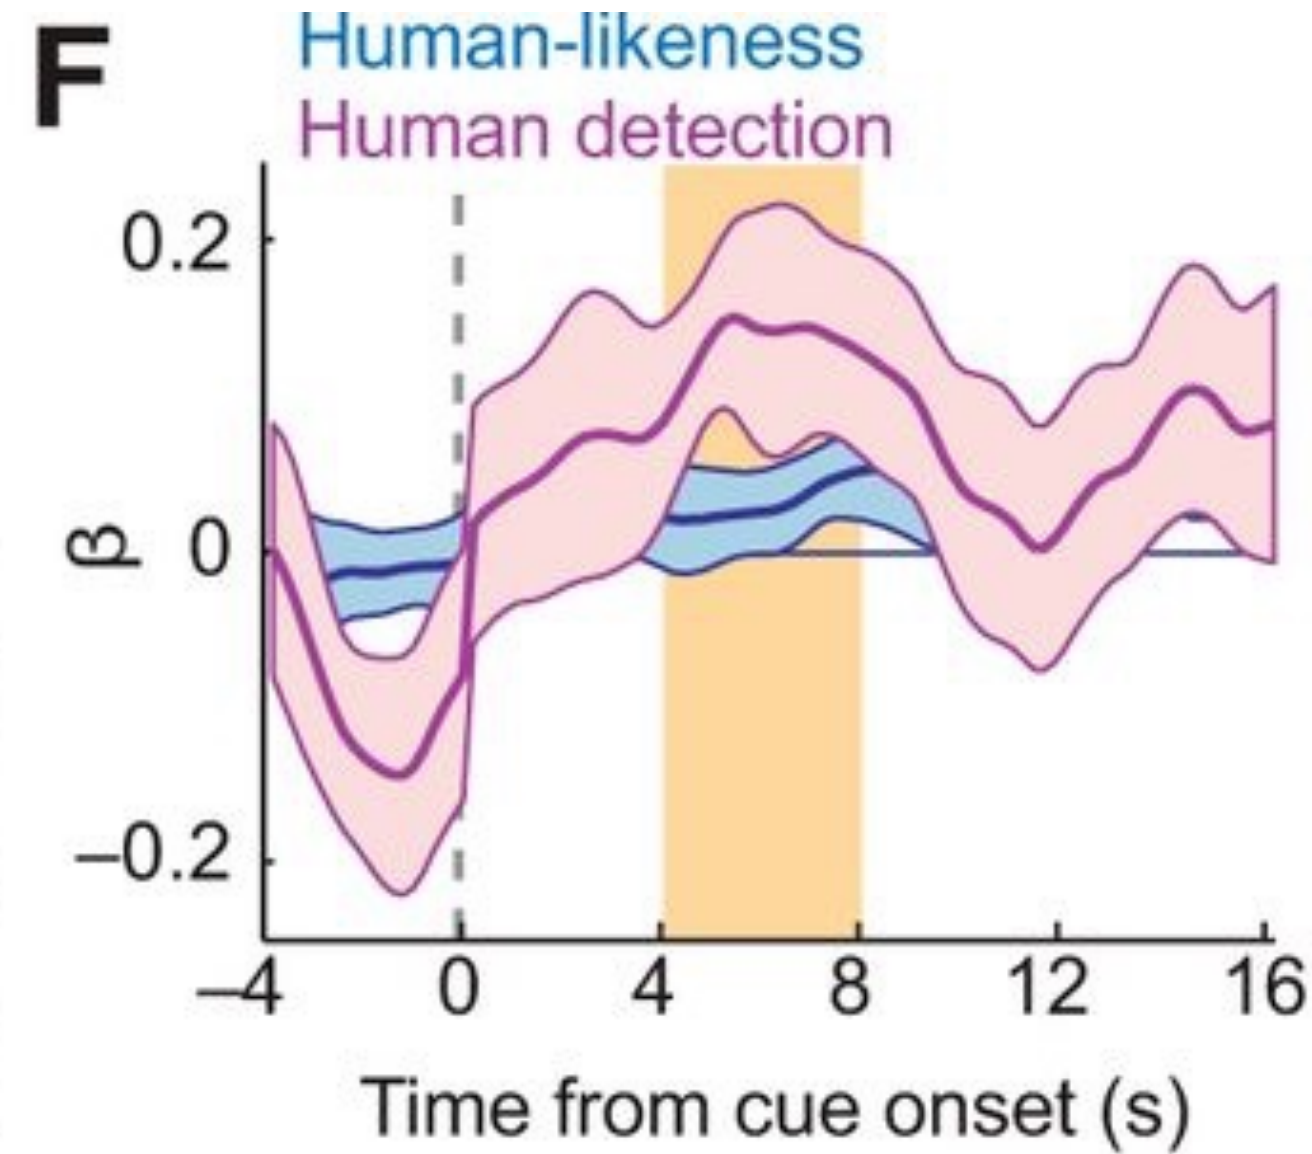 F
Human-likeness
Human detection
0.2
0
–0.2
β
–4 0 4 8 12 16
Time from cue onset (s)